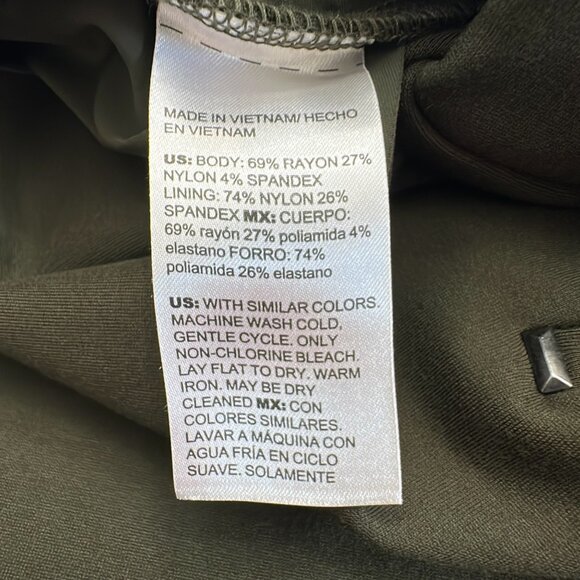 MADE IN VIETNAM/ HECHO
EN VIETNAM
US: BODY: 69% RAYON 27%
NYLON 4% SPANDEX
LINING: 74% NYLON 26%
SPANDEX MX: CUERPO:
69% rayón 27% poliamida 4%
elastano FORRO: 74%
poliamida 26% elastano
US: WITH SIMILAR COLORS.
MACHINE WASH COLD,
GENTLE CYCLE. ONLY
NON-CHLORINE BLEACH.
LAY FLAT TO DRY. WARM
IRON. MAY BE DRY
CLEANED MX: CON
COLORES SIMILARES.
LAVAR A MÁQUINA CON
AGUA FRÍA EN CICLO
SUAVE. SOLAMENTE